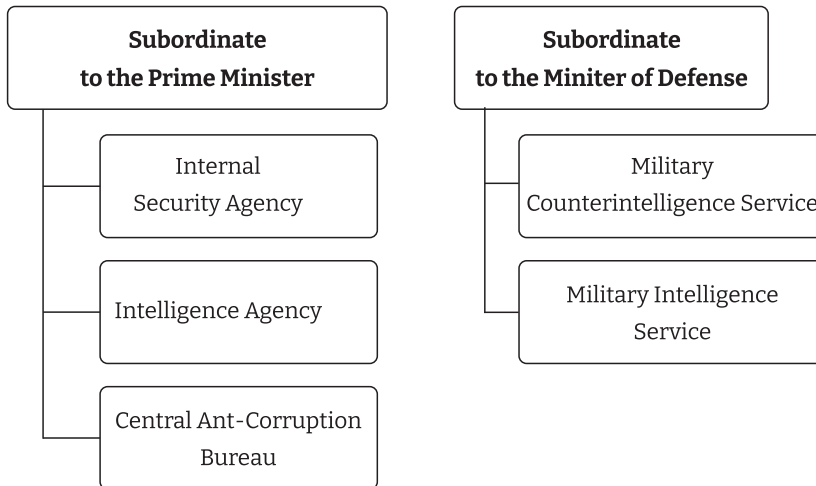 Subordinate
to the Prime Minister
Internal
Security Agency
Intelligence Agency
Central Ant-Corruption
Bureau
Subordinate
to the Miniter of Defense
Military
Counterintelligence Service
Military Intelligence
Service